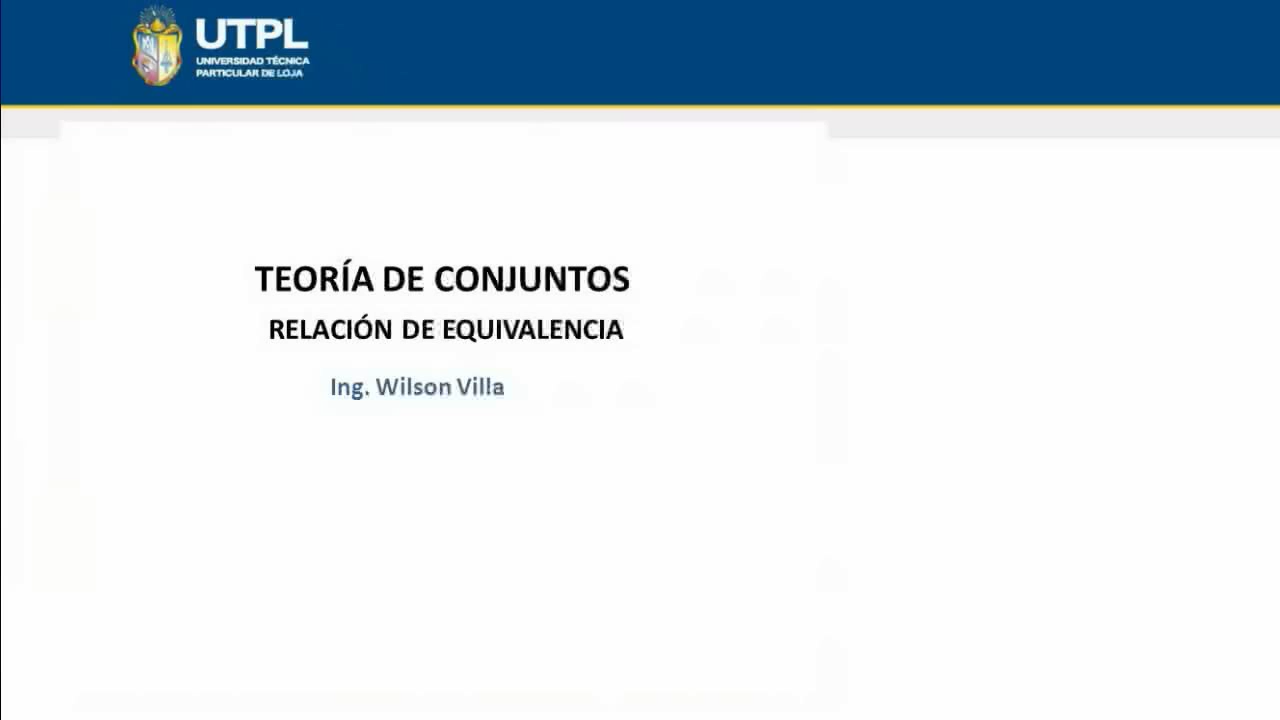 UTPL
UNIVERSIDAD TÉCNICA
PARTICULAR DE LOJA
TEORÍA DE CONJUNTOS
RELACIÓN DE EQUIVALENCIA
Ing. Wilson Villa